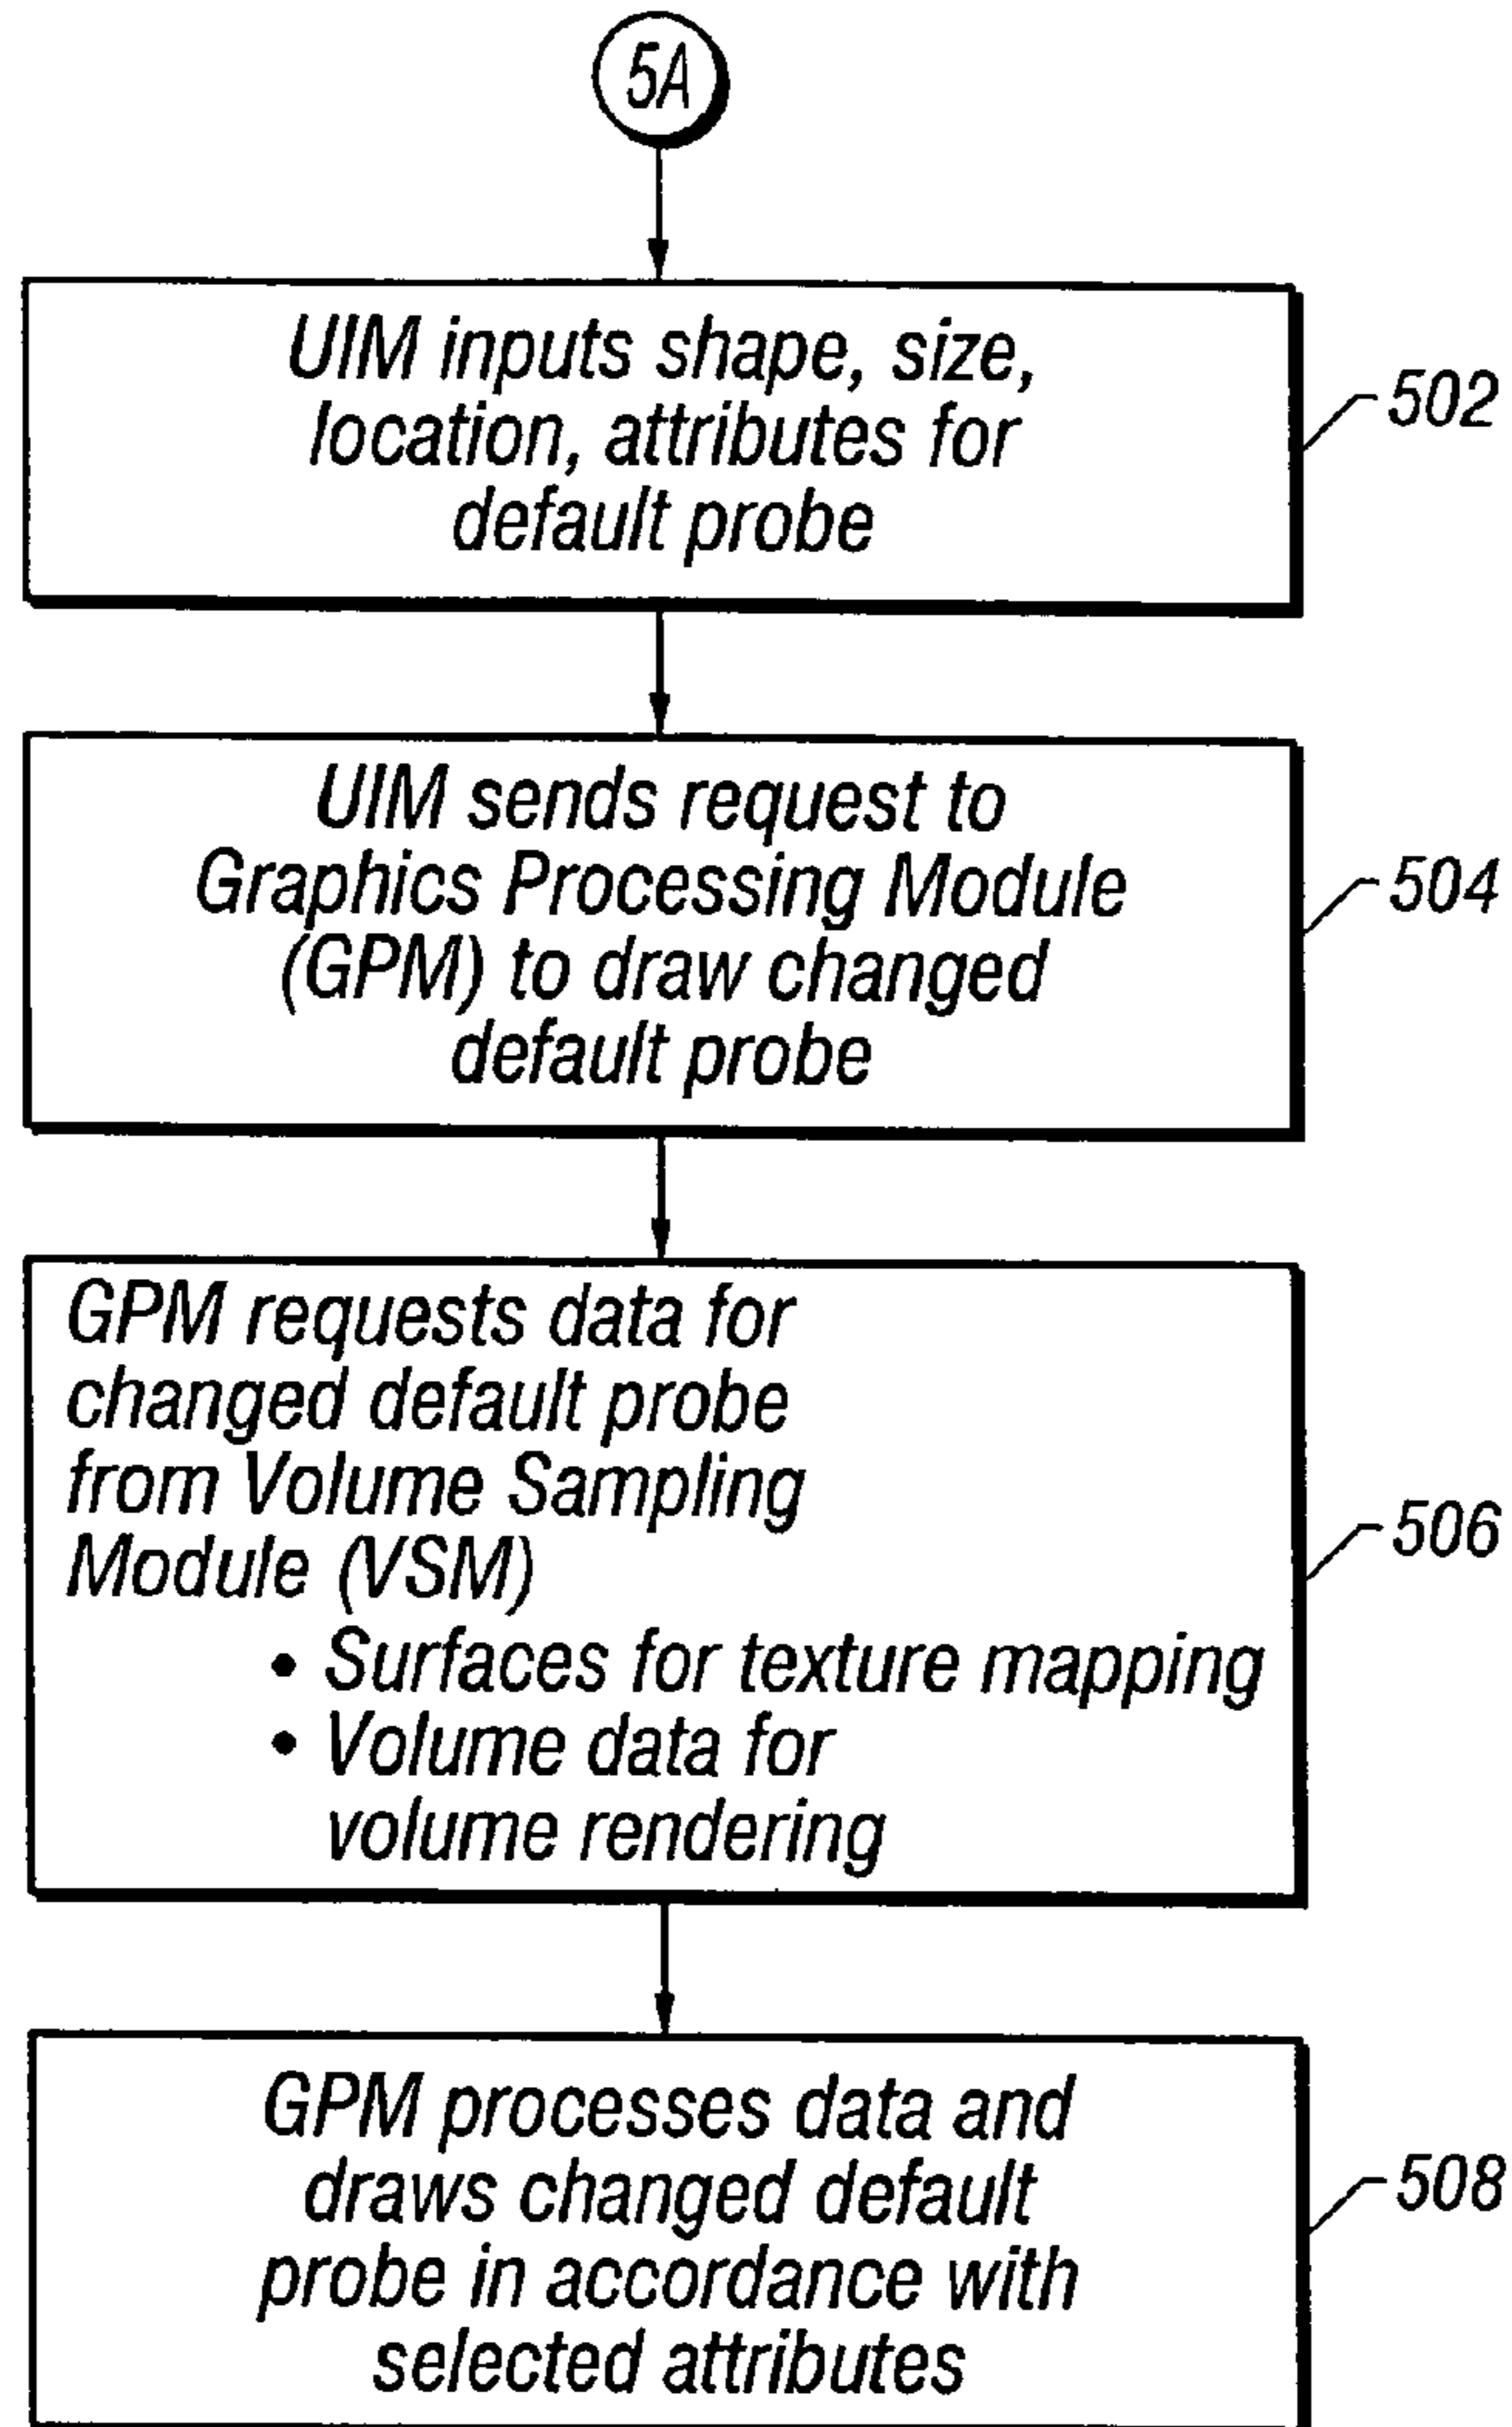 5A
UIM inputs shape, size,
location, attributes for
default probe
502
UIM sends request to
Graphics Processing Module
(GPM) to draw changed
default probe
504
GPM requests data for
changed default probe
from Volume Sampling
Module (VSM)
• Surfaces for texture mapping
• Volume data for
volume rendering
506
GPM processes data and
draws changed default
probe in accordance with
selected attributes
508